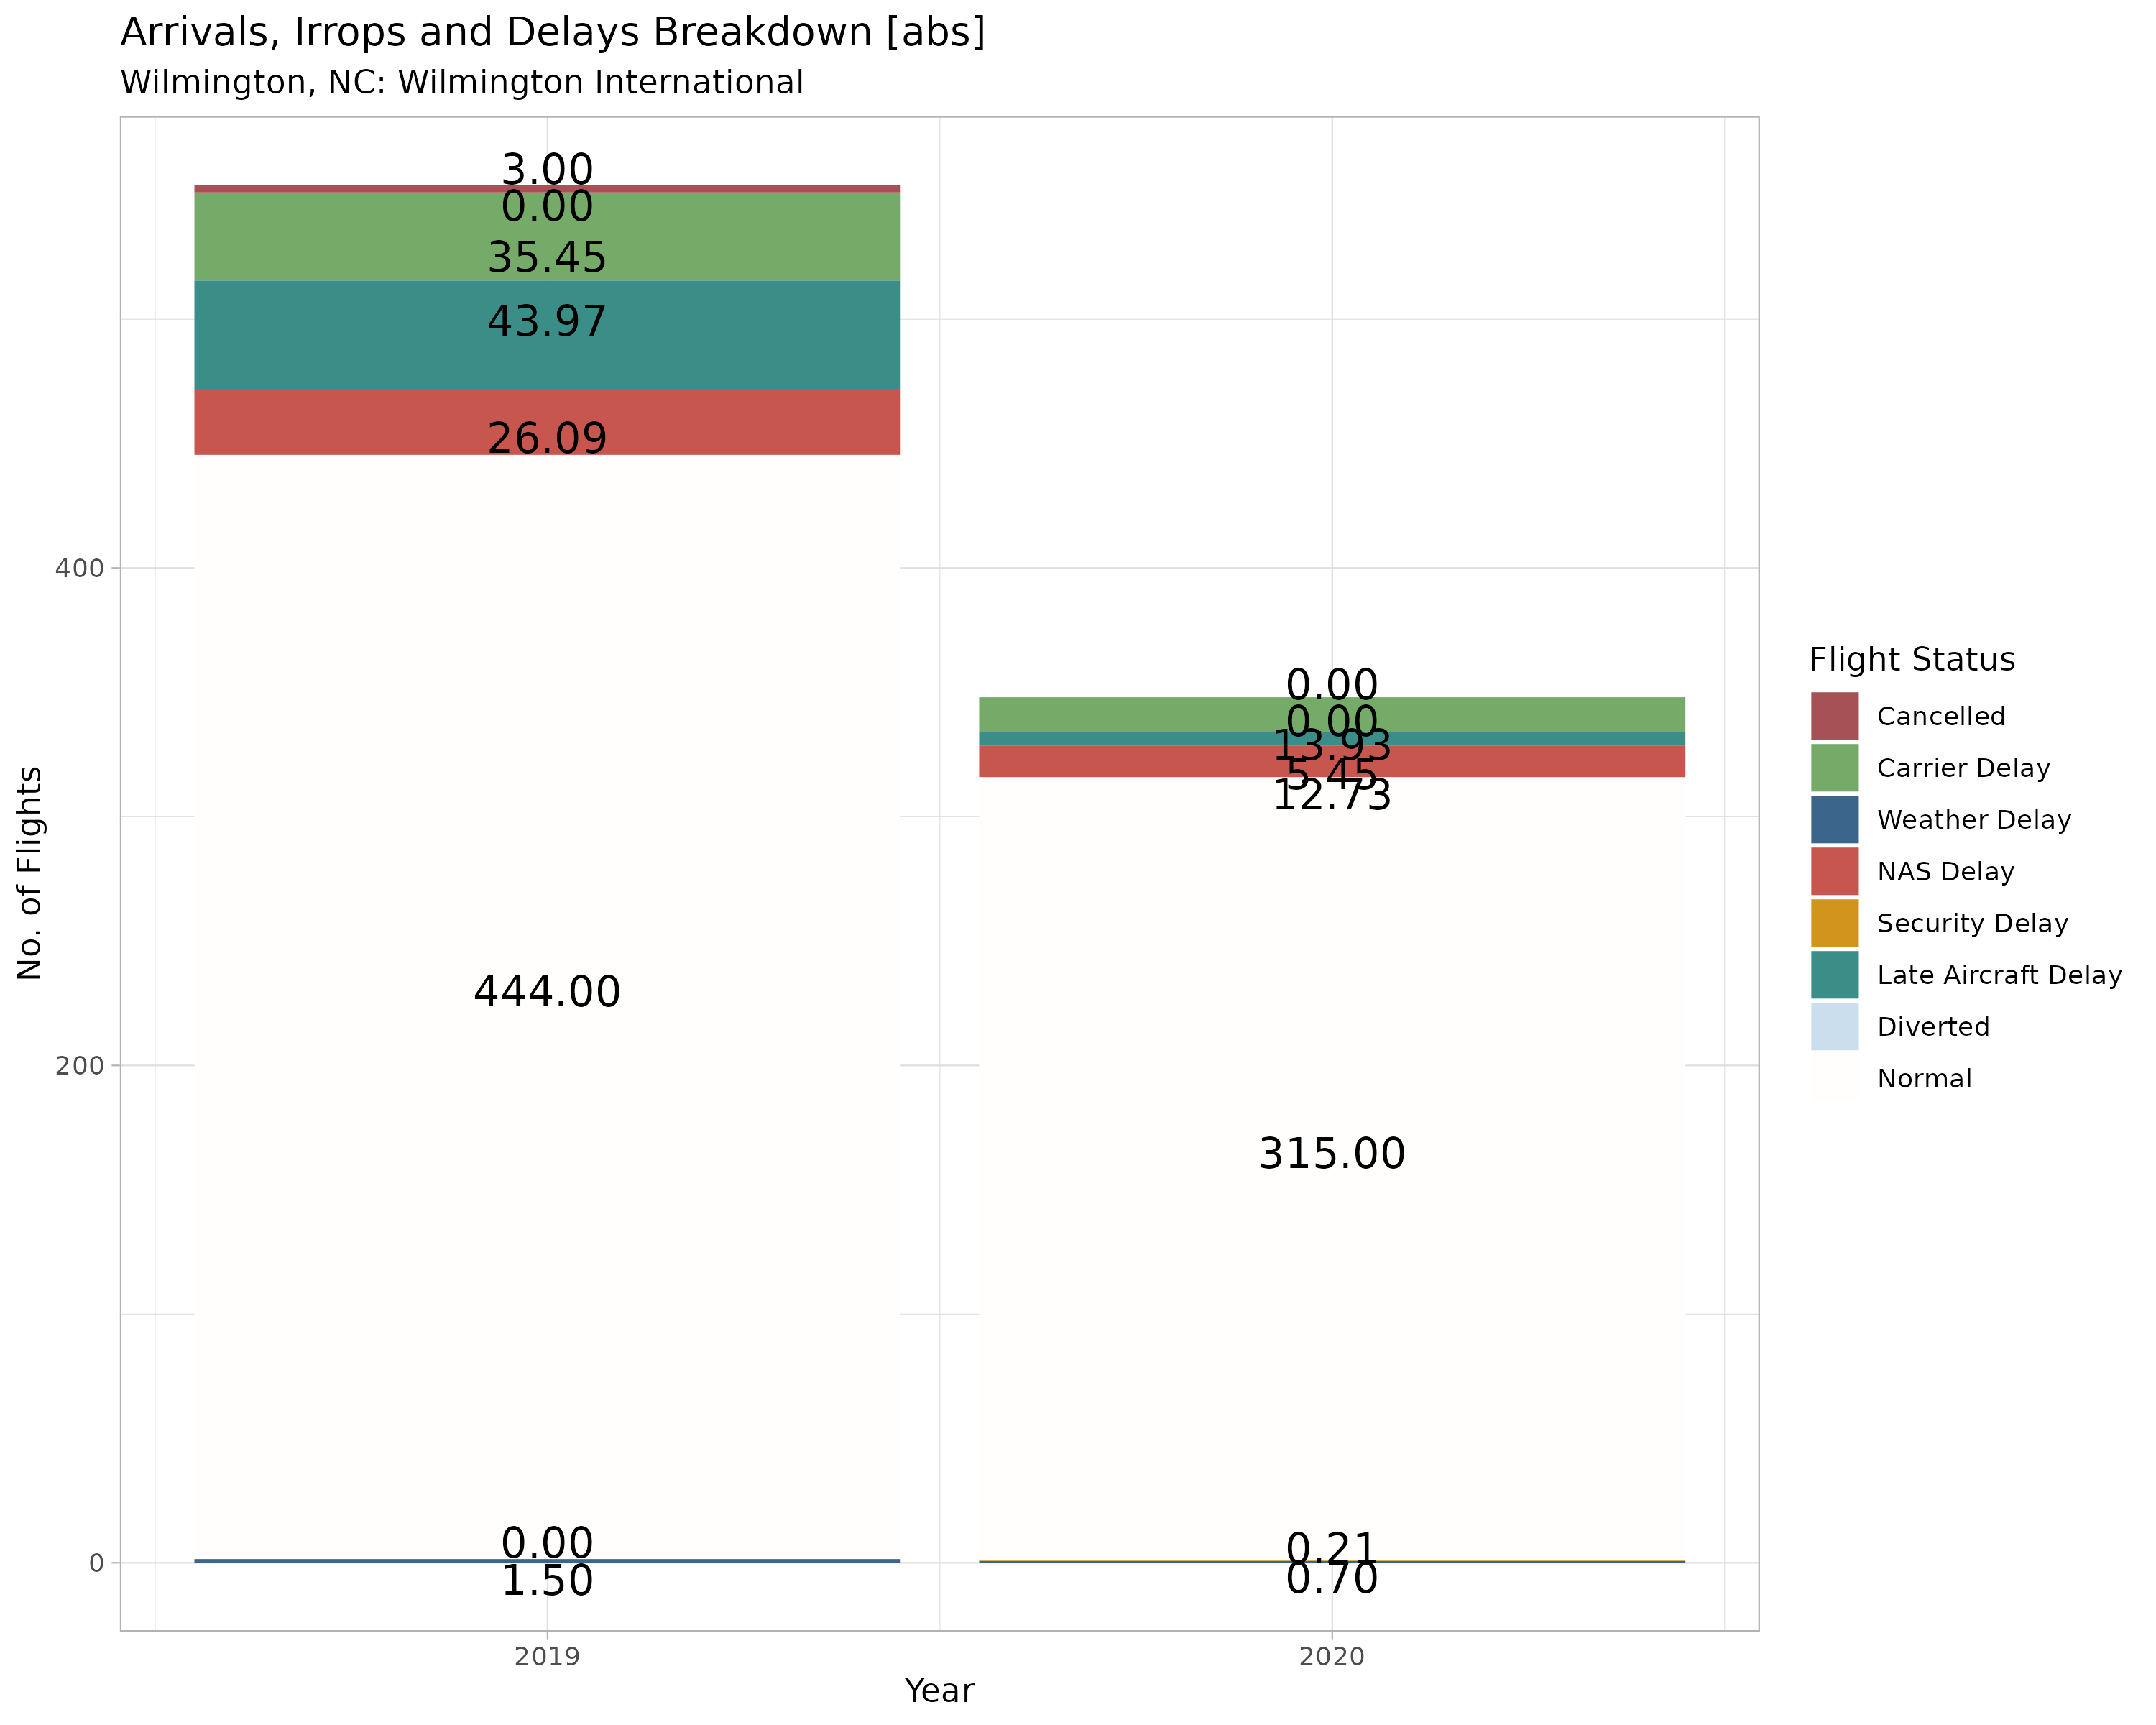 Arrivals, Irrops and Delays Breakdown [abs]
Wilmington, NC: Wilmington International
3.00
0.00
35.45
43.97
26.09
444.00
0.00
1.50
0.00
0.00
13.93
5.45
12.73
315.00
0.21
0.70
400
200
0
No. of Flights
2019
2020
Year
Flight Status
Cancelled
Carrier Delay
Weather Delay
NAS Delay
Security Delay
Late Aircraft Delay
Diverted
Normal